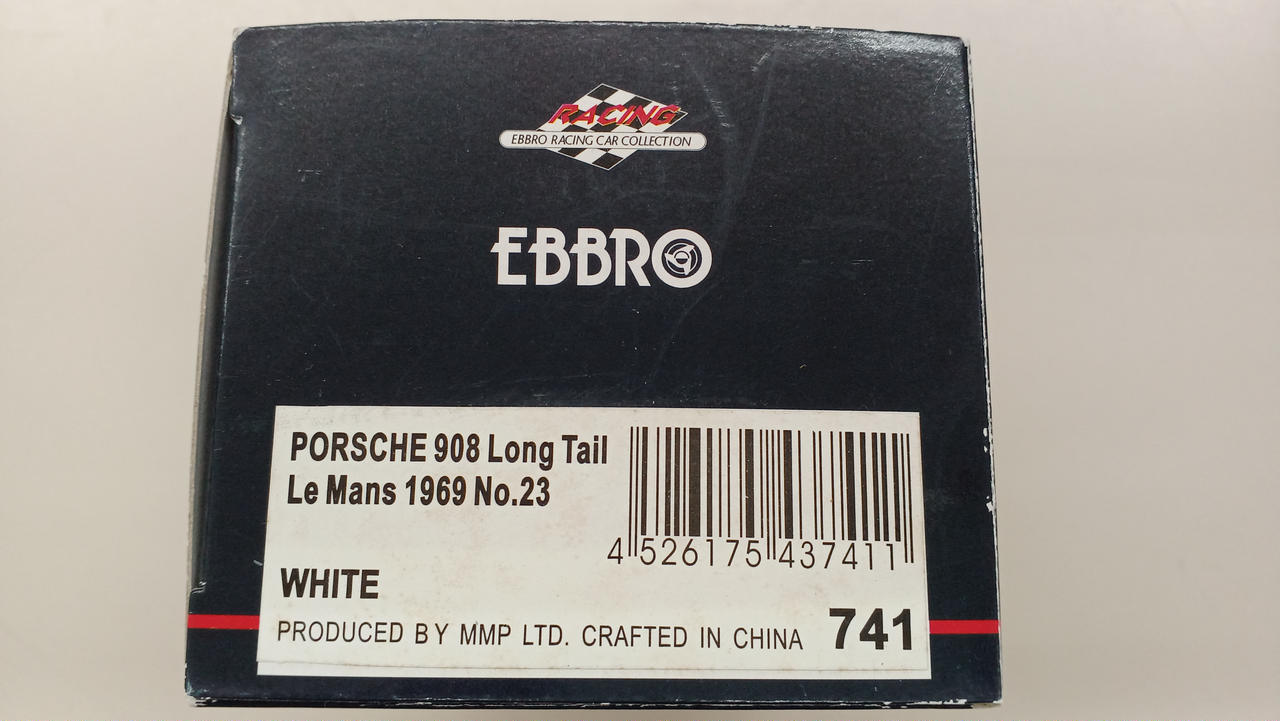 RACING
EBBRO RACING CAR COLLECTION
EBBRO
PORSCHE 908 Long Tail
Le Mans 1969 No.23
4 526175 437411
WHITE
PRODUCED BY MMP LTD. CRAFTED IN CHINA 741